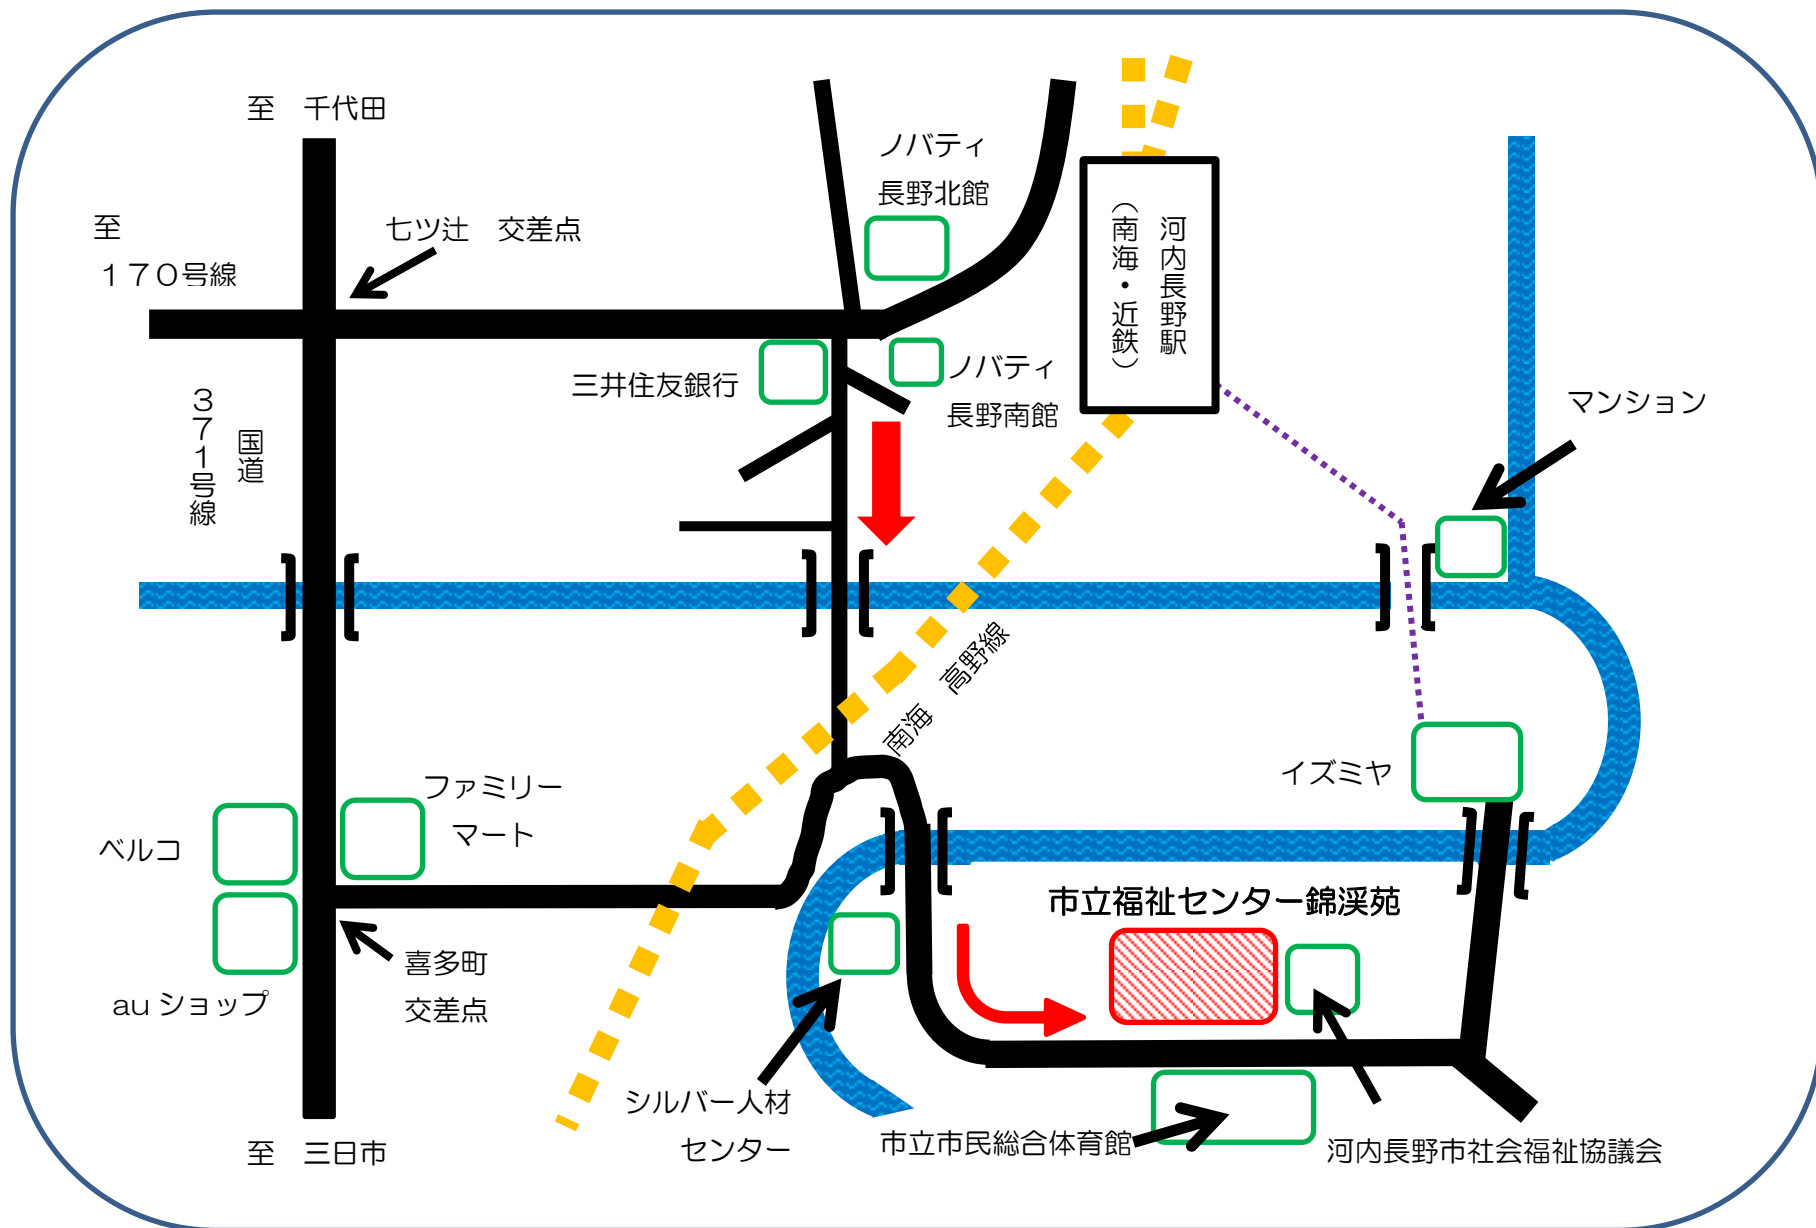 至　千代田
ノバティ
長野北館
至
１７０号線
七ツ辻　交差点
河内長野駅
（南海・近鉄）
三井住友銀行
ノバティ
長野南館
マンション
国道
３７１号線
南海　高野線
ファミリー
マート
イズミヤ
ベルコ
市立福祉センター錦渓苑
喜多町
交差点
au ショップ
シルバー人材
センター
市立市民総合体育館
河内長野市社会福祉協議会
至　三日市